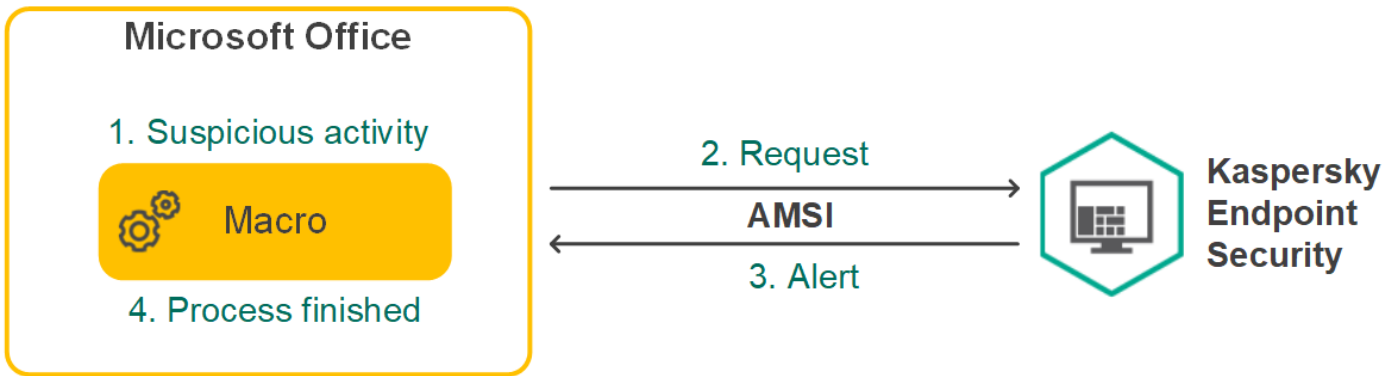 Microsoft Office
1. Suspicious activity
Macro
4. Process finished
2. Request
AMSI
3. Alert
Kaspersky
Endpoint
Security